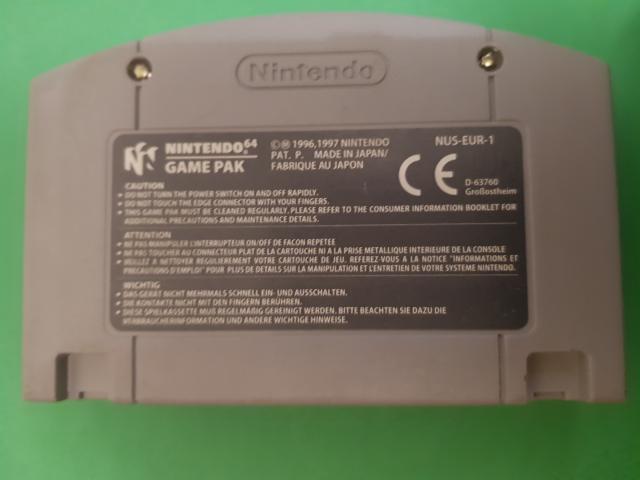 Nintendo
NINTENDO 64
GAME PAK
©Ⓜ 1996,1997 NINTENDO
PAT. P. MADE IN JAPAN/
FABRIQUE AU JAPON
NUS-EUR-1
CE
D-63760
Großostheim
CAUTION
• DO NOT TURN THE POWER SWITCH ON AND OFF RAPIDLY.
• DO NOT TOUCH THE EDGE CONNECTOR WITH YOUR FINGERS.
• THIS GAME PAK MUST BE CLEANED REGULARLY. PLEASE REFER TO THE CONSUMER INFORMATION BOOKLET FOR
ADDITIONAL PRECAUTIONS AND MAINTENANCE DETAILS.
ATTENTION
• NE PAS MANIPULER L'INTERRUPTEUR ON/OFF DE FACON REPETEE
• NE PAS TOUCHER AU CONNECTEUR PLAT DE LA CARTOUCHE NI A LA PRISE METALLIQUE INTERIEURE DE LA CONSOLE
• VEILLEZ A NETTOYER REGULIEREMENT VOTRE CARTOUCHE DE JEU. REFEREZ-VOUS A LA NOTICE "INFORMATIONS ET
PRECAUTIONS D'EMPLOI" POUR PLUS DE DETAILS SUR LA MANIPULATION ET L'ENTRETIEN DE VOTRE SYSTEME NINTENDO.
WICHTIG
• DAS GERÄT NICHT MEHRMALS SCHNELL EIN- UND AUSSCHALTEN.
• DIE KONTAKTE NICHT MIT DEN FINGERN BERÜHREN.
• DIESE SPIELKASSETTE MUß REGELMÄßIG GEREINIGT WERDEN. BITTE BEACHTEN SIE DAZU DIE
VERBRAUCHERINFORMATION UND ANDERE WICHTIGE HINWEISE.